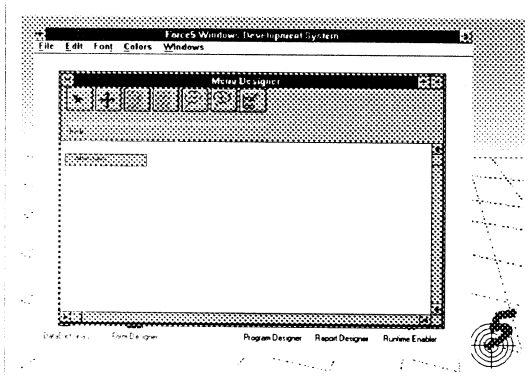 Force5 Windows Development System
File Edit Font Colors Windows
Menu Designer
Form Designer Program Designer Report Designer Runtime Enabler